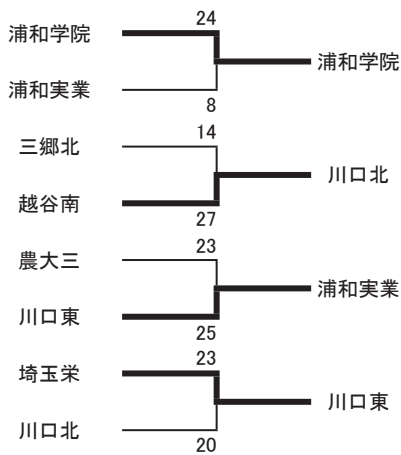 24
浦和学院
浦和学院
浦和実業
8
14
三郷北
川口北
越谷南
27
23
農大三
浦和実業
川口東
25
23
埼玉栄
川口東
川口北
20